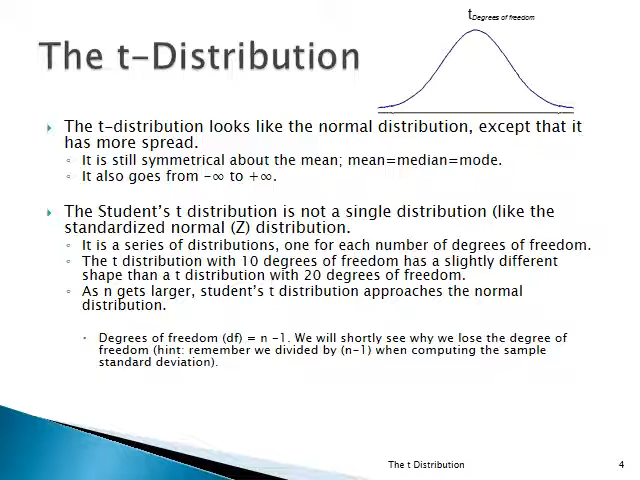 tDegrees of freedom
The t-Distribution
The t-distribution looks like the normal distribution, except that it
has more spread.
It is still symmetrical about the mean; mean=median=mode.
It also goes from -∞ to +∞.
The Student's t distribution is not a single distribution (like the
standardized normal (Z) distribution.
It is a series of distributions, one for each number of degrees of freedom.
The t distribution with 10 degrees of freedom has a slightly different
shape than a t distribution with 20 degrees of freedom.
As n gets larger, student's t distribution approaches the normal
distribution.
Degrees of freedom (df) = n -1. We will shortly see why we lose the degree of
freedom (hint: remember we divided by (n-1) when computing the sample
standard deviation).
The t Distribution
4